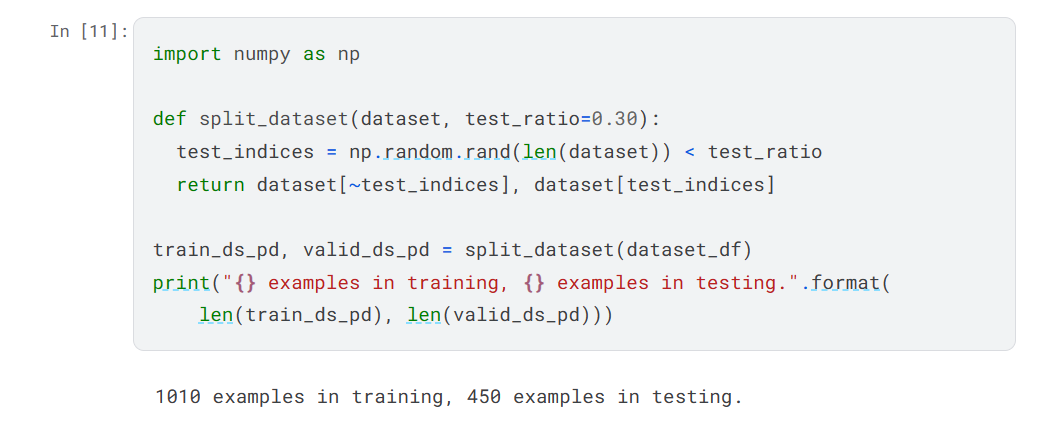 In [11]:
import numpy as np
def split_dataset(dataset, test_ratio=0.30):
  test_indices = np.random.rand(len(dataset)) < test_ratio
  return dataset[~test_indices], dataset[test_indices]
train_ds_pd, valid_ds_pd = split_dataset(dataset_df)
print("{} examples in training, {} examples in testing.".format(
    len(train_ds_pd), len(valid_ds_pd)))
1010 examples in training, 450 examples in testing.